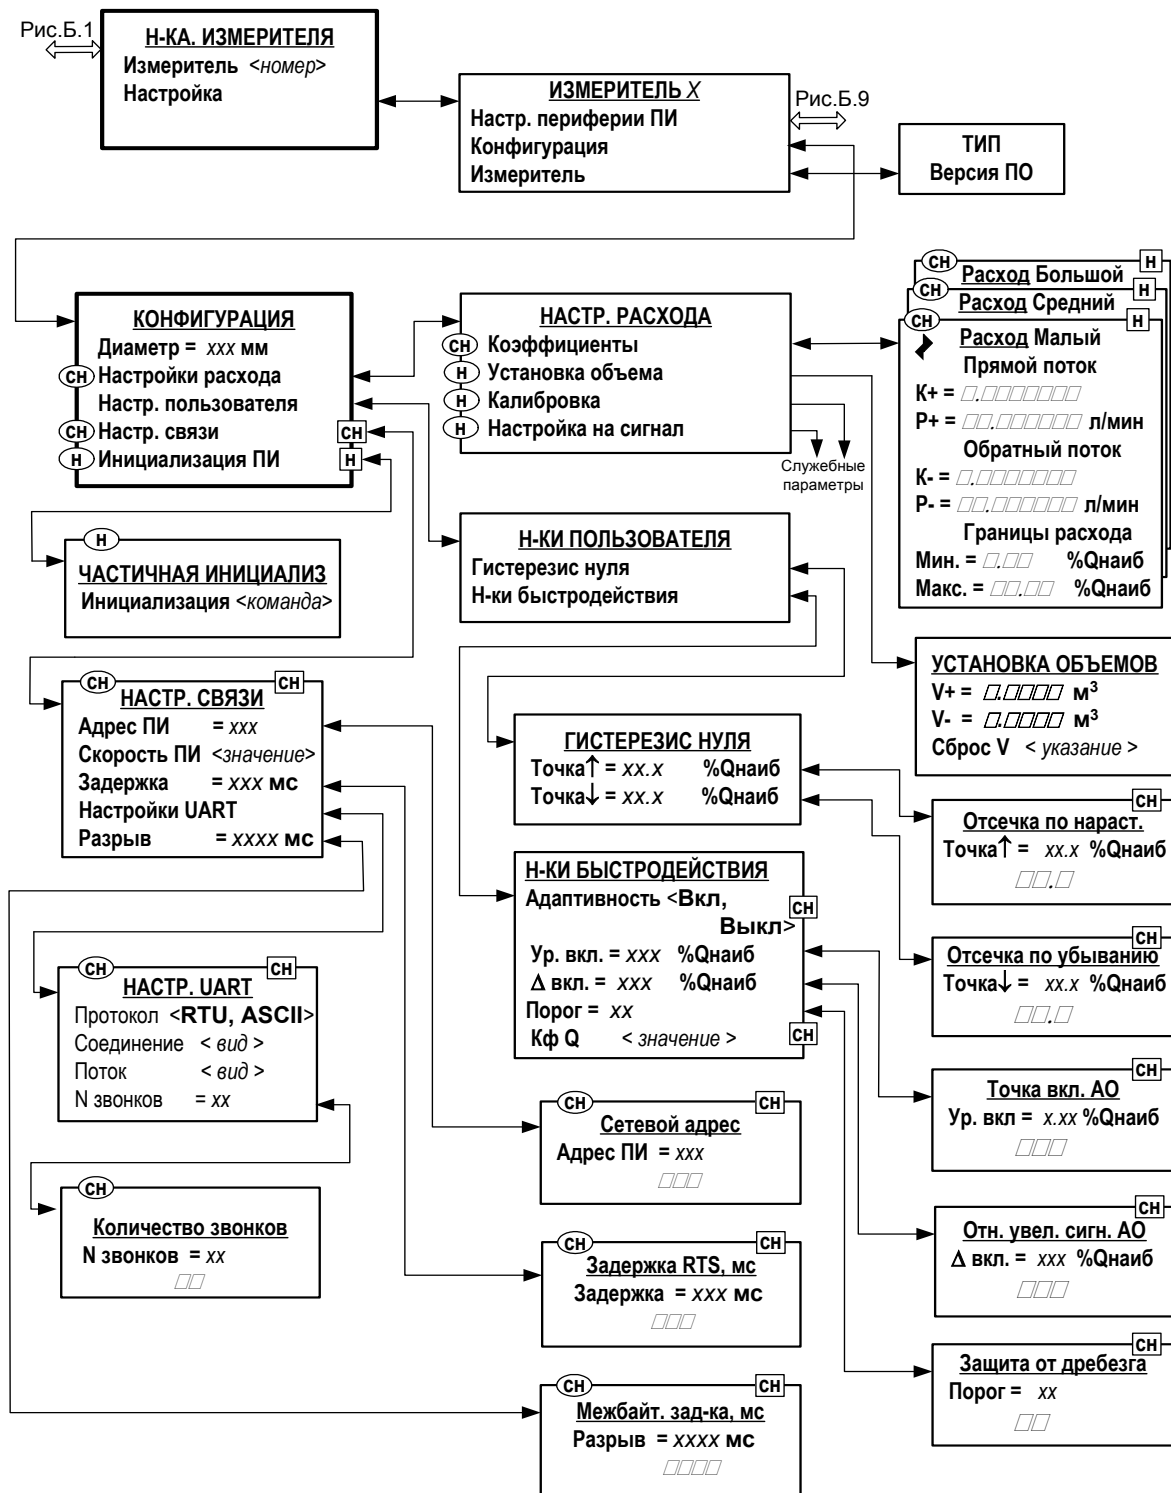 Рис.Б.1
Н-КА. ИЗМЕРИТЕЛЯ
Измеритель <номер>
Настройка
ИЗМЕРИТЕЛЬ X
Настр. периферии ПИ
Конфигурация
Измеритель
Рис.Б.9
ТИП
Версия ПО
КОНФИГУРАЦИЯ
Диаметр = xxx мм
СН Настройки расхода
Настр. пользователя
СН Настр. связи СН
Н Инициализация ПИ Н
НАСТР. РАСХОДА
СН Коэффициенты
Н Установка объема
Н Калибровка
Н Настройка на сигнал
Служебные
параметры
СН Н
Расход Большой
СН Н
Расход Средний
СН Н
Расход Малый
Прямой поток
К+ = □.□□□□□□□
Р+ = □□.□□□□□□ л/мин
Обратный поток
К- = □.□□□□□□□
Р- = □□.□□□□□□ л/мин
Границы расхода
Мин. = □.□□ %Qнаиб
Макс. = □□.□□ %Qнаиб
Н
ЧАСТИЧНАЯ ИНИЦИАЛИЗ
Инициализация <команда>
Н-КИ ПОЛЬЗОВАТЕЛЯ
Гистерезис нуля
Н-ки быстродействия
УСТАНОВКА ОБЪЕМОВ
V+ = □.□□□□ м³
V- = □.□□□□ м³
Сброс V < указание >
СН СН
НАСТР. СВЯЗИ
Адрес ПИ = xxx
Скорость ПИ <значение>
Задержка = xxx мс
Настройки UART
Разрыв = xxxx мс
ГИСТЕРЕЗИС НУЛЯ
Точка↑ = xx.x %Qнаиб
Точка↓ = xx.x %Qнаиб
СН
Отсечка по нараст.
Точка↑ = xx.x %Qнаиб
□□.□
Н-КИ БЫСТРОДЕЙСТВИЯ
Адаптивность <Вкл,
Выкл> СН
Ур. вкл. = xxx %Qнаиб
Δ вкл. = xxx %Qнаиб
Порог = xx
Кф Q < значение > СН
СН
Отсечка по убыванию
Точка↓ = xx.x %Qнаиб
□□.□
СН СН
НАСТР. UART
Протокол <RTU, ASCII>
Соединение < вид >
Поток < вид >
N звонков = xx
СН
Точка вкл. АО
Ур. вкл = x.xx %Qнаиб
□□□
СН СН
Сетевой адрес
Адрес ПИ = xxx
□□□
СН
Количество звонков
N звонков = xx
□□
СН
Отн. увел. сигн. АО
Δ вкл. = xxx %Qнаиб
□□□
СН СН
Задержка RTS, мс
Задержка = xxx мс
□□□
СН
Защита от дребезга
Порог = xx
□□
СН СН
Межбайт. зад-ка, мс
Разрыв = xxxx мс
□□□□